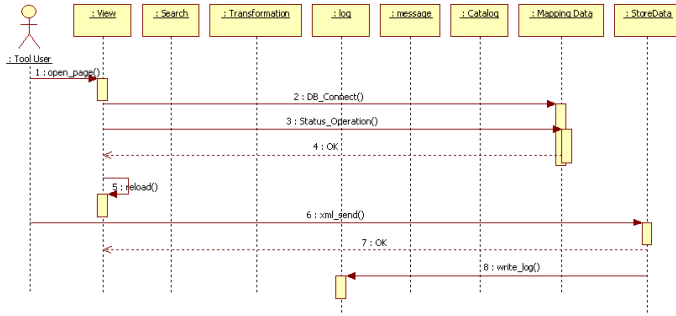 : View
: Search
: Transformation
: log
: message
: Catalog
: Mapping Data
: StoreData
: Tool User
1 : open_page()
2 : DB_Connect()
3 : Status_Operation()
4 : OK
5 : reload()
6 : xml_send()
7 : OK
8 : write_log()